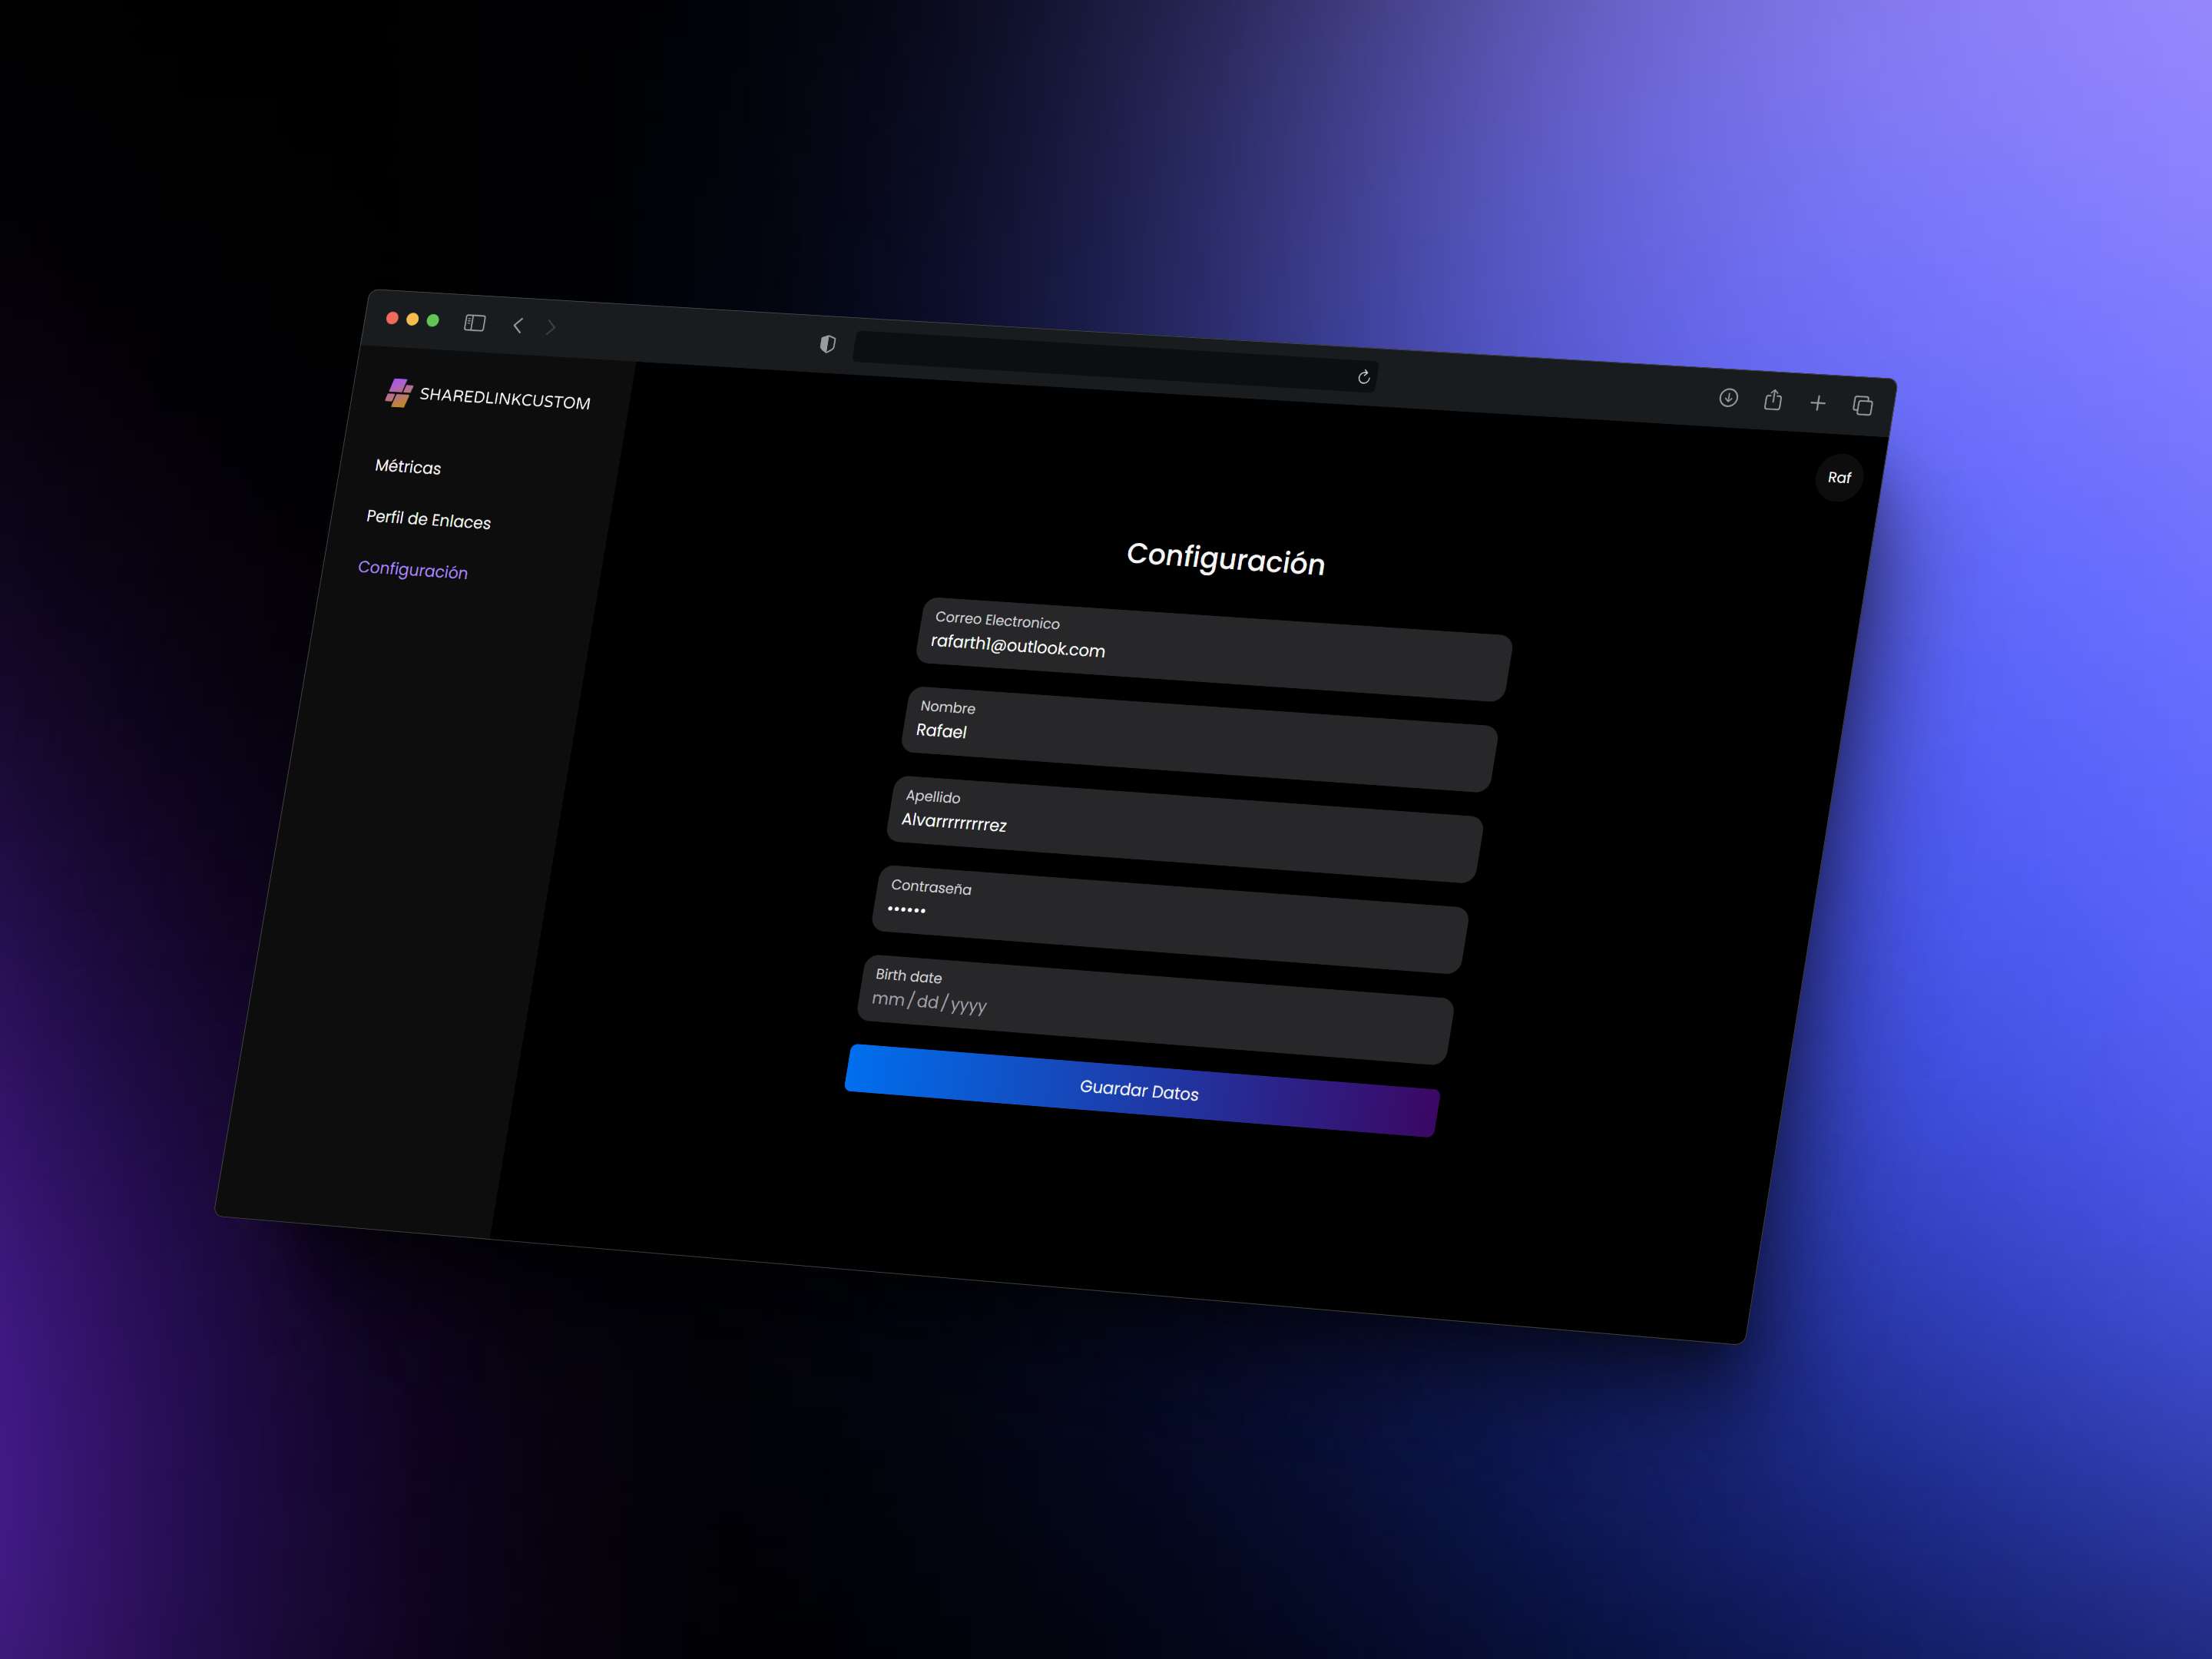 SHAREDLINKCUSTOM
Métricas
Perfil de Enlaces
Configuración
Raf
Configuración
Correo Electronico
rafarth1@outlook.com
Nombre
Rafael
Apellido
Alvarrrrrrrrrez
Contraseña
••••••
Birth date
mm/dd/yyyy
Guardar Datos